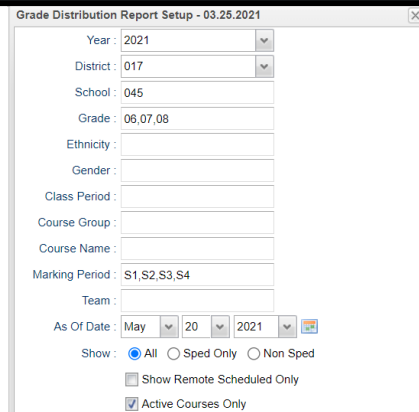 Grade Distribution Report Setup - 03.25.2021
Year : 2021
District : 017
School : 045
Grade : 06,07,08
Ethnicity :
Gender :
Class Period :
Course Group :
Course Name :
Marking Period : S1,S2,S3,S4
Team :
As Of Date : May 20 2021
Show : All Sped Only Non Sped
Show Remote Scheduled Only
Active Courses Only